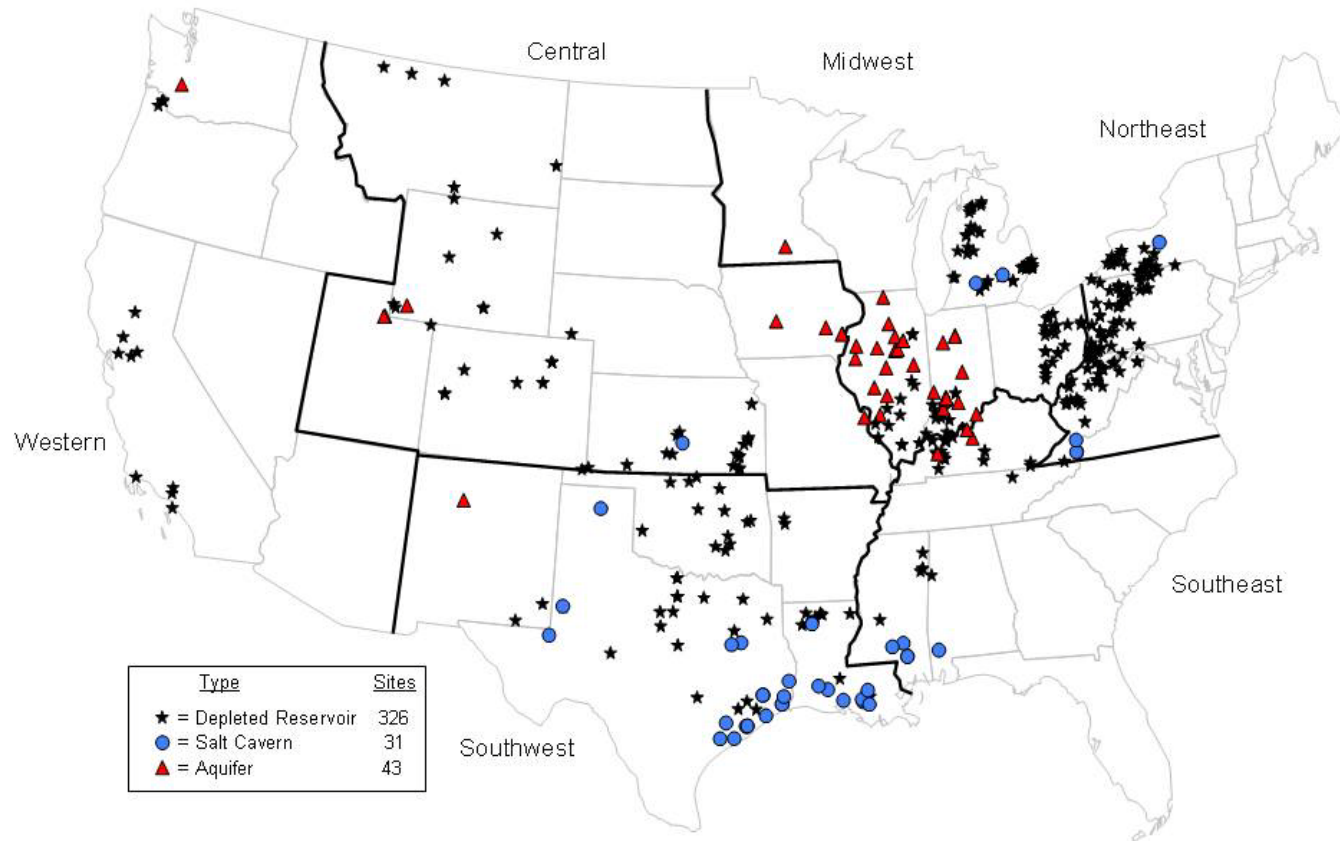 Central
Midwest
Northeast
Western
Southeast
Southwest
Type Sites
= Depleted Reservoir 326
= Salt Cavern 31
= Aquifer 43